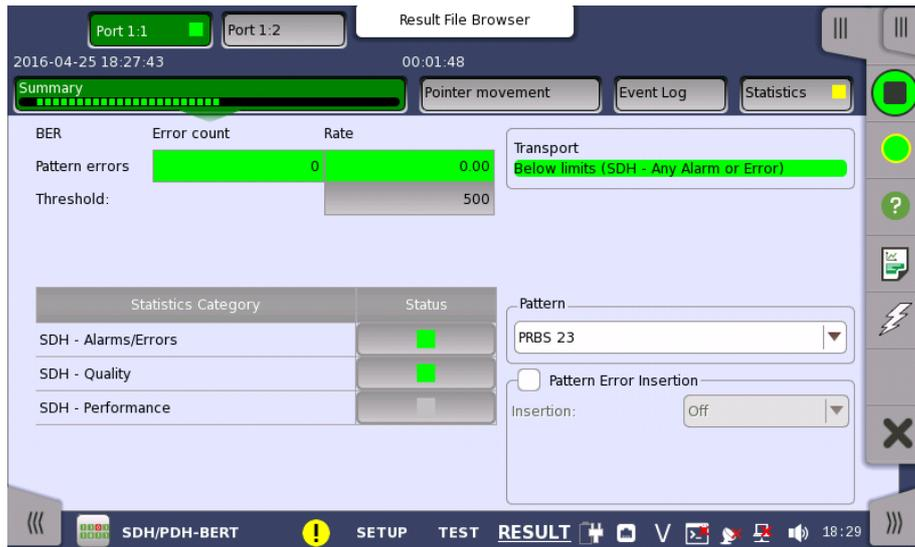 Result File Browser
Port 1:1
Port 1:2
2016-04-25 18:27:43
00:01:48
Summary
Pointer movement
Event Log
Statistics
BER
Error count
Rate
Pattern errors
0
0.00
Threshold:
500
Transport
Below limits (SDH - Any Alarm or Error)
Statistics Category
Status
SDH - Alarms/Errors
SDH - Quality
SDH - Performance
Pattern
PRBS 23
Pattern Error Insertion
Insertion:
Off
SDH/PDH-BERT
SETUP
TEST
RESULT
18:29